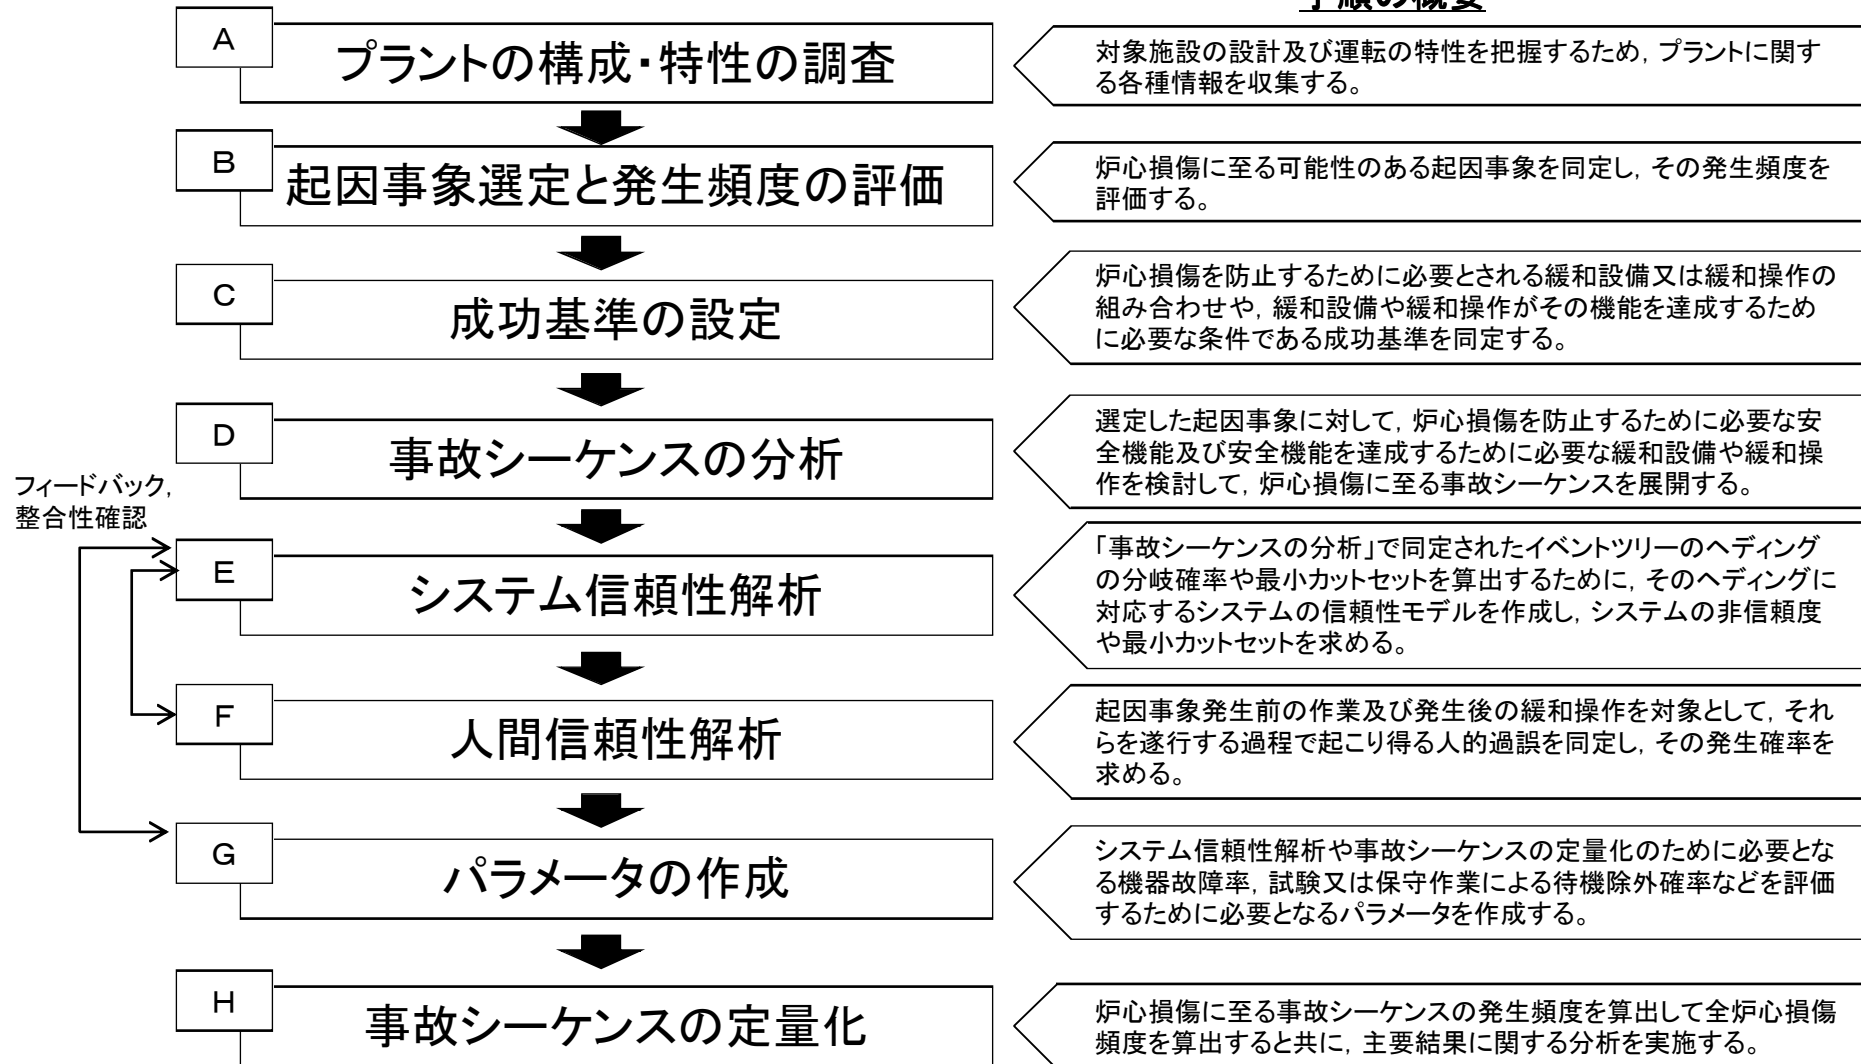 手順の概要
A
プラントの構成・特性の調査
対象施設の設計及び運転の特性を把握するため，プラントに関す
る各種情報を収集する。
B
起因事象選定と発生頻度の評価
炉心損傷に至る可能性のある起因事象を同定し，その発生頻度を
評価する。
C
成功基準の設定
炉心損傷を防止するために必要とされる緩和設備又は緩和操作の
組み合わせや，緩和設備や緩和操作がその機能を達成するため
に必要な条件である成功基準を同定する。
D
事故シーケンスの分析
選定した起因事象に対して，炉心損傷を防止するために必要な安
全機能及び安全機能を達成するために必要な緩和設備や緩和操
作を検討して，炉心損傷に至る事故シーケンスを展開する。
フィードバック，
整合性確認
E
システム信頼性解析
「事故シーケンスの分析」で同定されたイベントツリーのヘディング
の分岐確率や最小カットセットを算出するために，そのヘディングに
対応するシステムの信頼性モデルを作成し，システムの非信頼度
や最小カットセットを求める。
F
人間信頼性解析
起因事象発生前の作業及び発生後の緩和操作を対象として，それ
らを遂行する過程で起こり得る人的過誤を同定し，その発生確率を
求める。
G
パラメータの作成
システム信頼性解析や事故シーケンスの定量化のために必要とな
る機器故障率，試験又は保守作業による待機除外確率などを評価
するために必要となるパラメータを作成する。
H
事故シーケンスの定量化
炉心損傷に至る事故シーケンスの発生頻度を算出して全炉心損傷
頻度を算出すると共に，主要結果に関する分析を実施する。